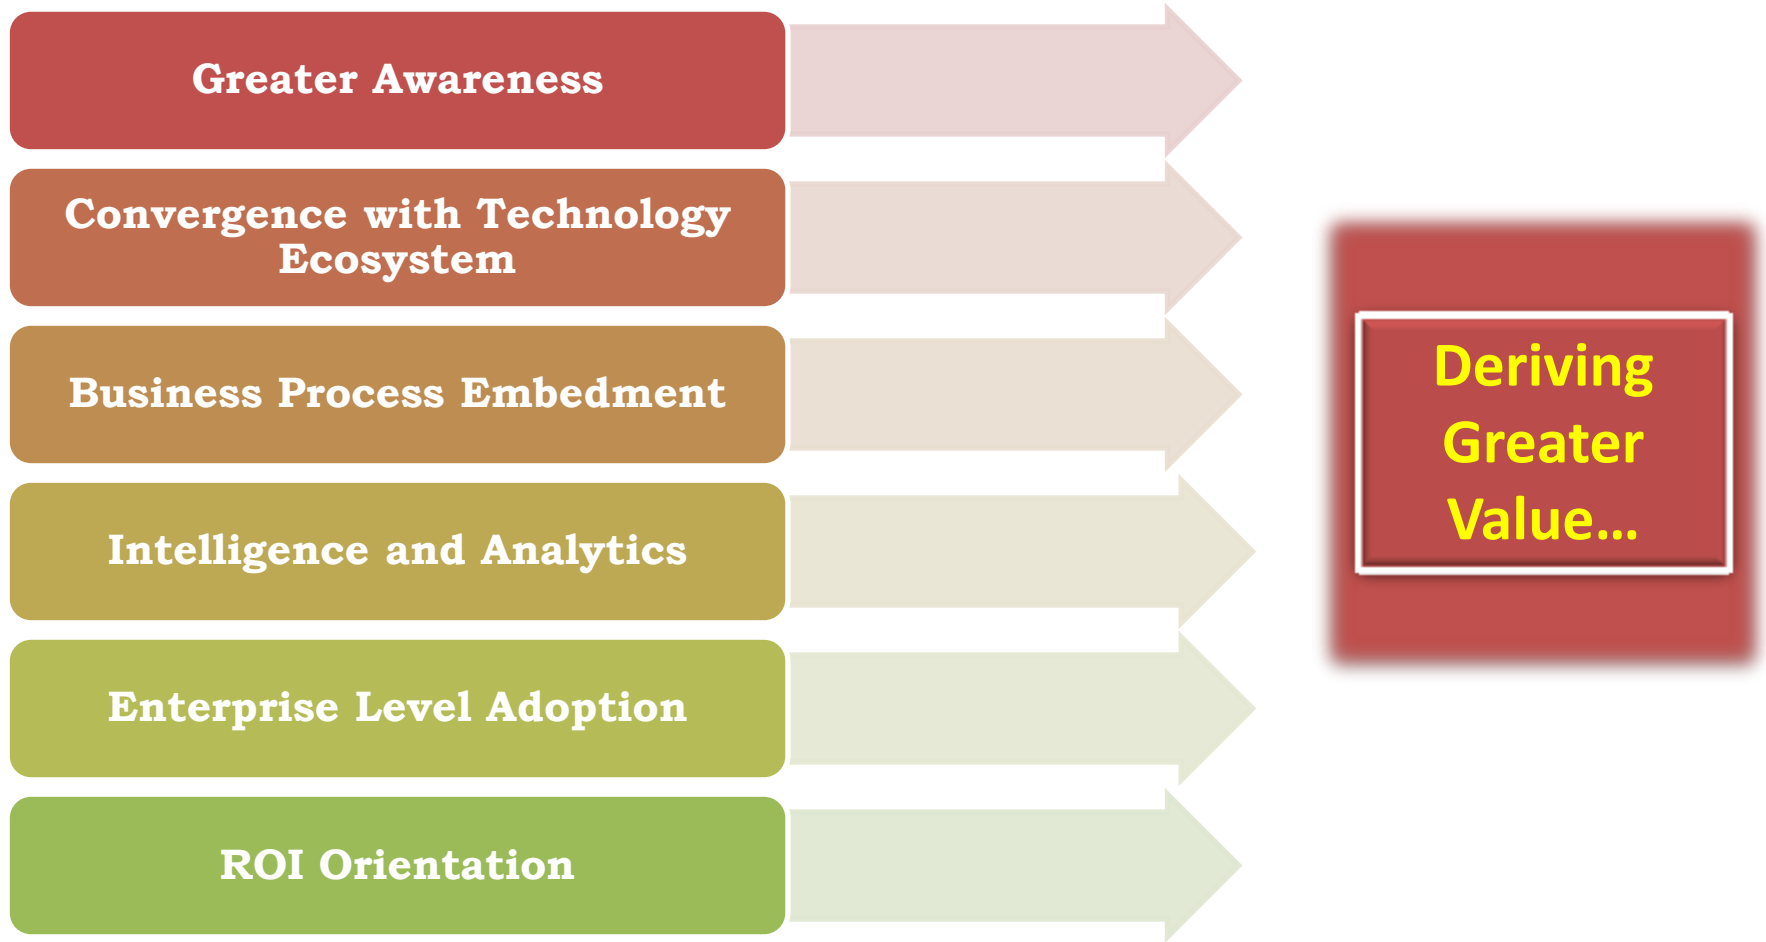 Greater Awareness
Convergence with Technology
Ecosystem
Business Process Embedment
Intelligence and Analytics
Enterprise Level Adoption
ROI Orientation
Deriving
Greater
Value...